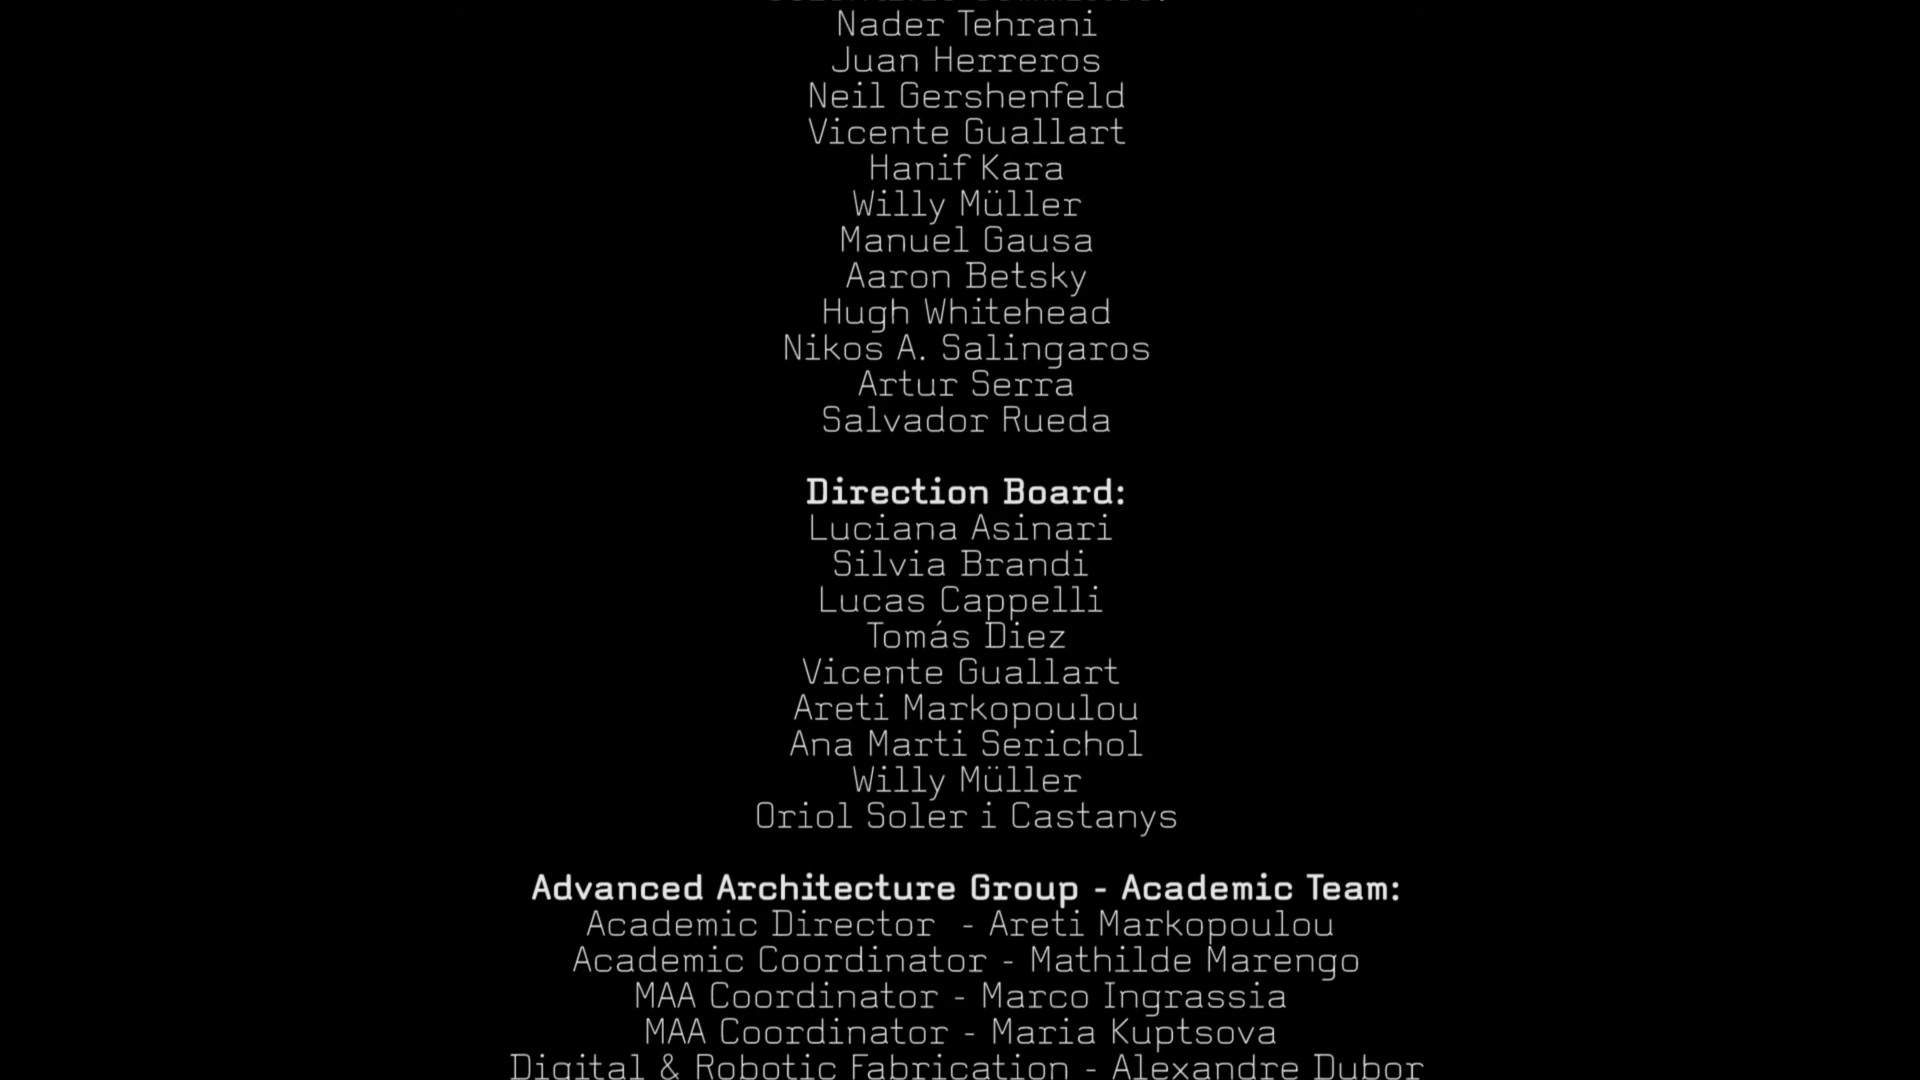 Nader Tehrani
Juan Herreros
Neil Gershenfeld
Vicente Guallart
Hanif Kara
Willy Müller
Manuel Gausa
Aaron Betsky
Hugh Whitehead
Nikos A. Salingaros
Artur Serra
Salvador Rueda
Direction Board:
Luciana Asinari
Silvia Brandi
Lucas Cappelli
Tomás Diez
Vicente Guallart
Areti Markopoulou
Ana Marti Serichol
Willy Müller
Oriol Soler i Castanys
Advanced Architecture Group - Academic Team:
Academic Director - Areti Markopoulou
Academic Coordinator - Mathilde Marengo
MAA Coordinator - Marco Ingrassia
MAA Coordinator - Maria Kuptsova
Digital & Robotic Fabrication - Alexandre Dubor